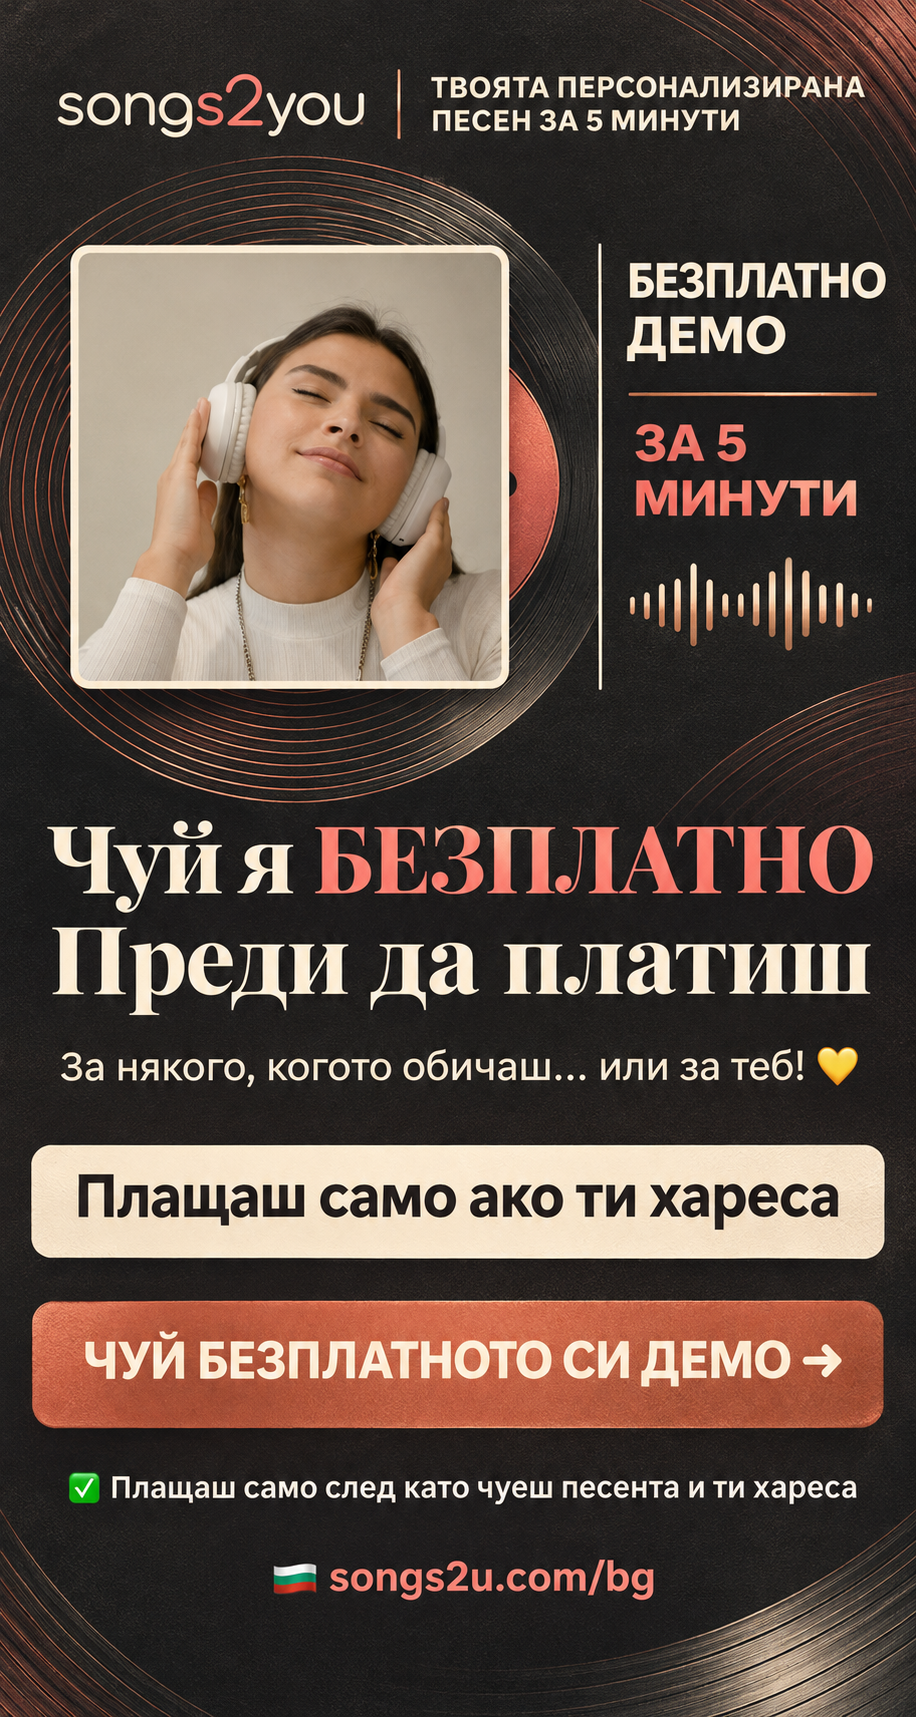 songs2you
ТВОЯТА ПЕРСОНАЛИЗИРАНА
ПЕСЕН ЗА 5 МИНУТИ
БЕЗПЛАТНО
ДЕМО
ЗА 5
МИНУТИ
Чуй я БЕЗПЛАТНО
Преди да платиш
За някого, когото обичаш... или за теб! 💛
Плащаш само ако ти хареса
ЧУЙ БЕЗПЛАТНОТО СИ ДЕМО →
✅ Плащаш само след като чуеш песента и ти хареса
🇧🇬 songs2u.com/bg